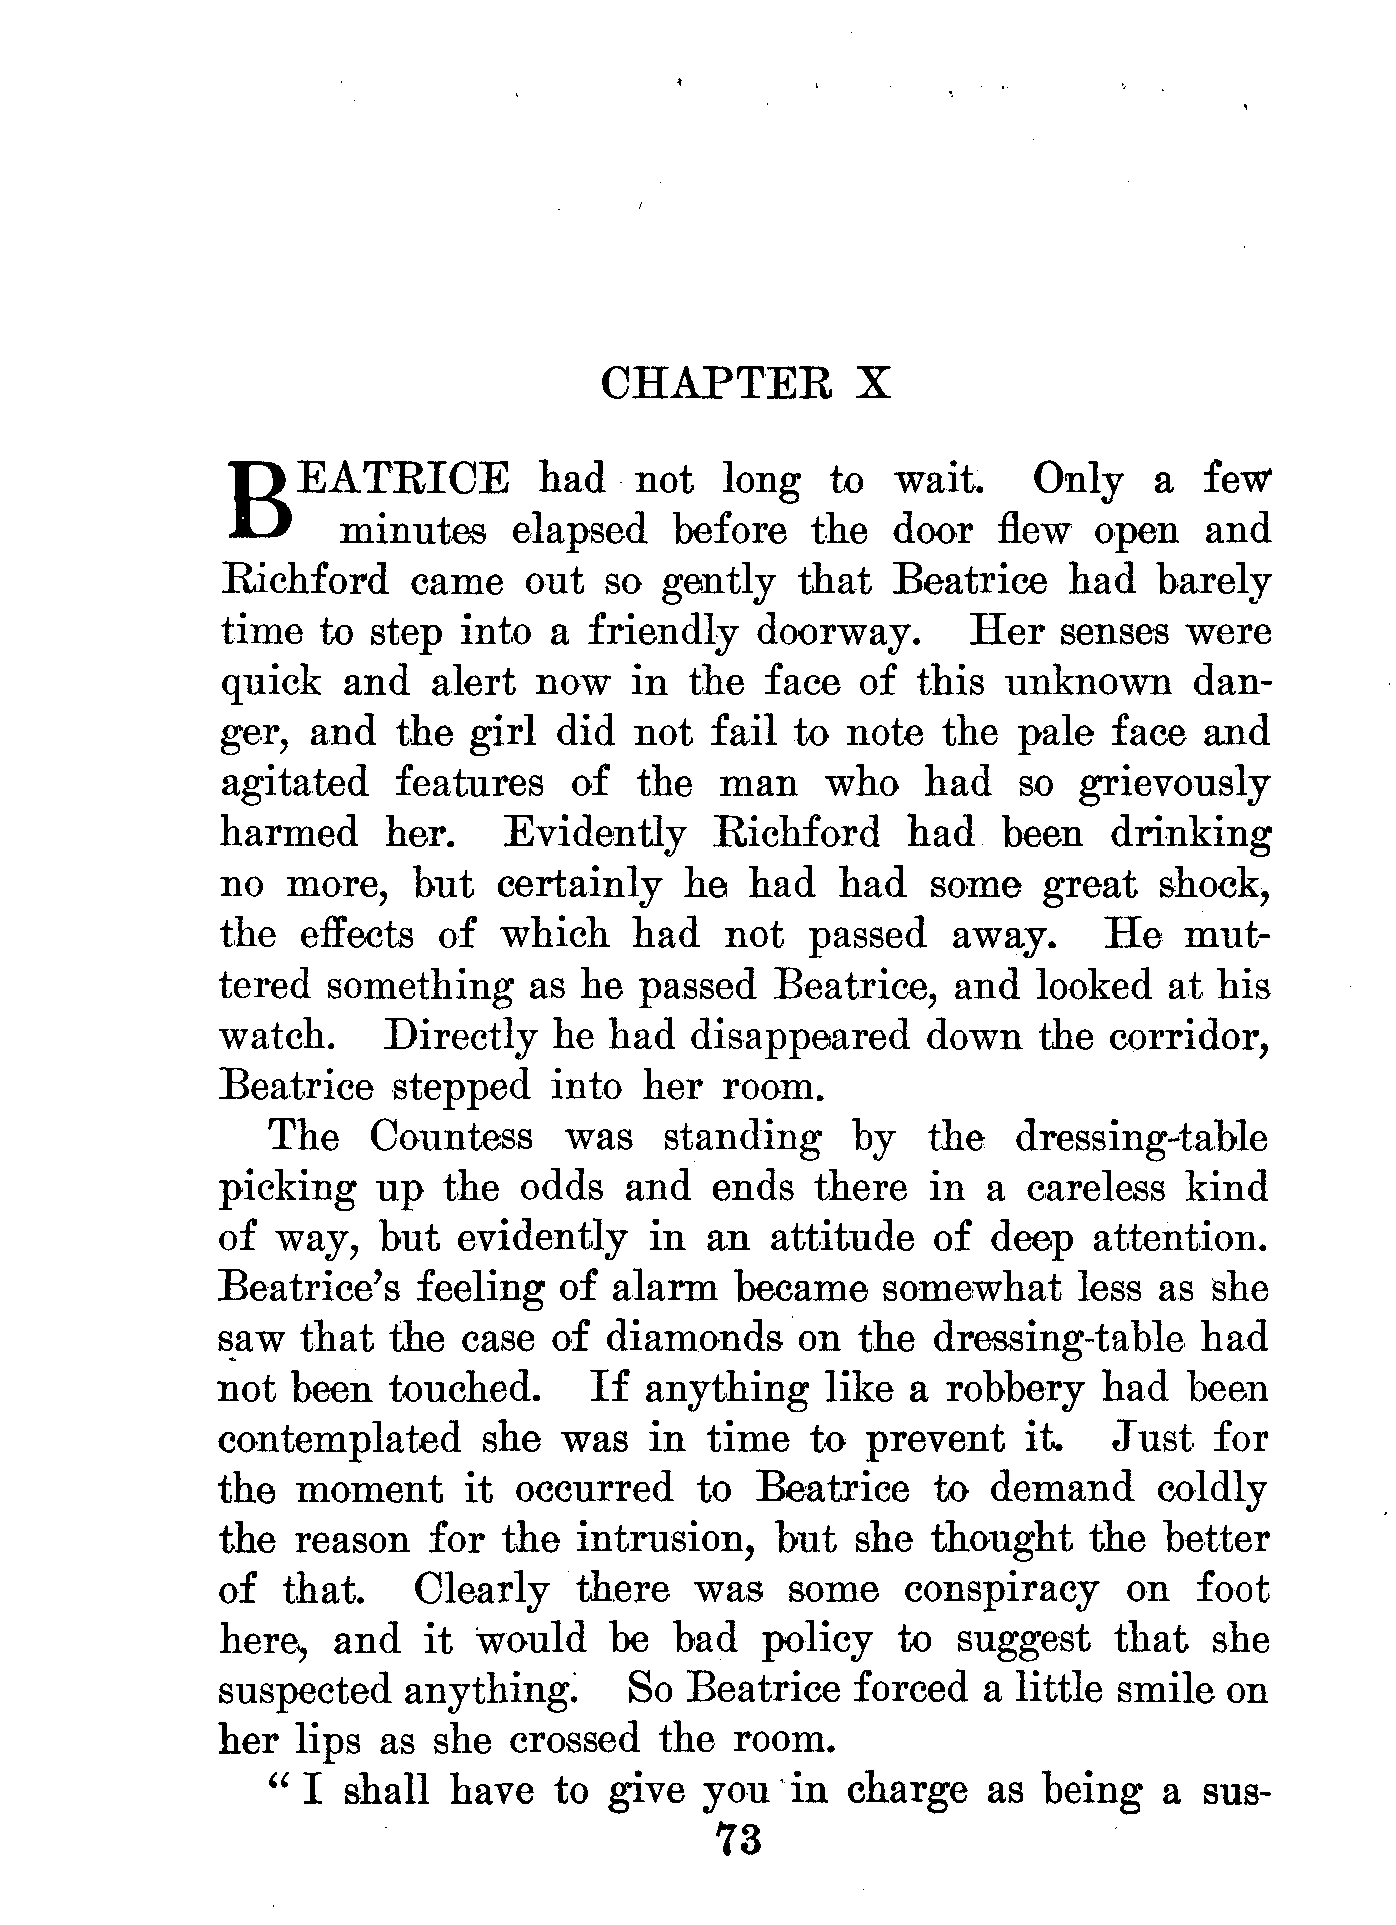 CHAPTER X
BEATRICE had not long to wait. Only a few
minutes elapsed before the door flew open and
Richford came out so gently that Beatrice had barely
time to step into a friendly doorway. Her senses were
quick and alert now in the face of this unknown dan-
ger, and the girl did not fail to note the pale face and
agitated features of the man who had so grievously
harmed her. Evidently Richford had been drinking
no more, but certainly he had had some great shock,
the effects of which had not passed away. He mut-
tered something as he passed Beatrice, and looked at his
watch. Directly he had disappeared down the corridor,
Beatrice stepped into her room.
The Countess was standing by the dressing-table
picking up the odds and ends there in a careless kind
of way, but evidently in an attitude of deep attention.
Beatrice's feeling of alarm became somewhat less as she
saw that the case of diamonds on the dressing-table had
not been touched. If anything like a robbery had been
contemplated she was in time to prevent it. Just for
the moment it occurred to Beatrice to demand coldly
the reason for the intrusion, but she thought the better
of that. Clearly there was some conspiracy on foot
here, and it would be bad policy to suggest that she
suspected anything. So Beatrice forced a little smile on
her lips as she crossed the room.
“ I shall have to give you in charge as being a sus-
73